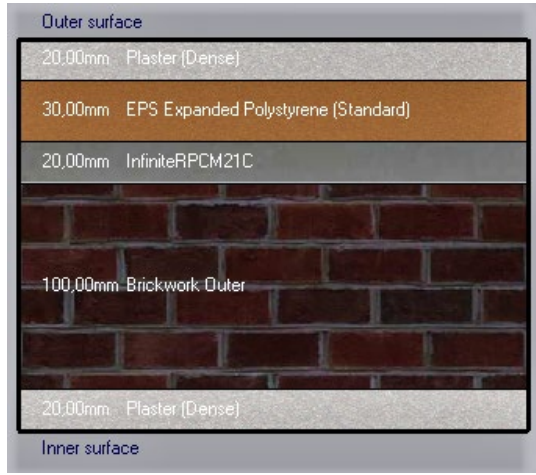 Outer surface
20,00mm Plaster (Dense)
30,00mm EPS Expanded Polystyrene (Standard)
20,00mm InfiniteRPCM21C
100,00mm Brickwork Outer
20,00mm Plaster (Dense)
Inner surface